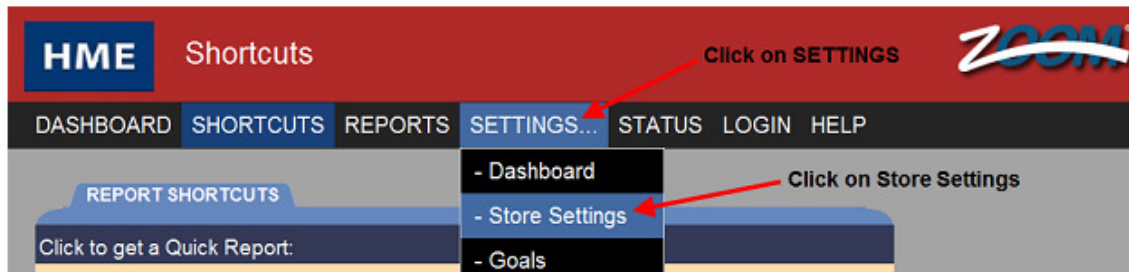 HME Shortcuts Click on SETTINGS ZOOM
DASHBOARD SHORTCUTS REPORTS SETTINGS... STATUS LOGIN HELP
- Dashboard
REPORT SHORTCUTS
Click on Store Settings
- Store Settings
Click to get a Quick Report:
- Goals